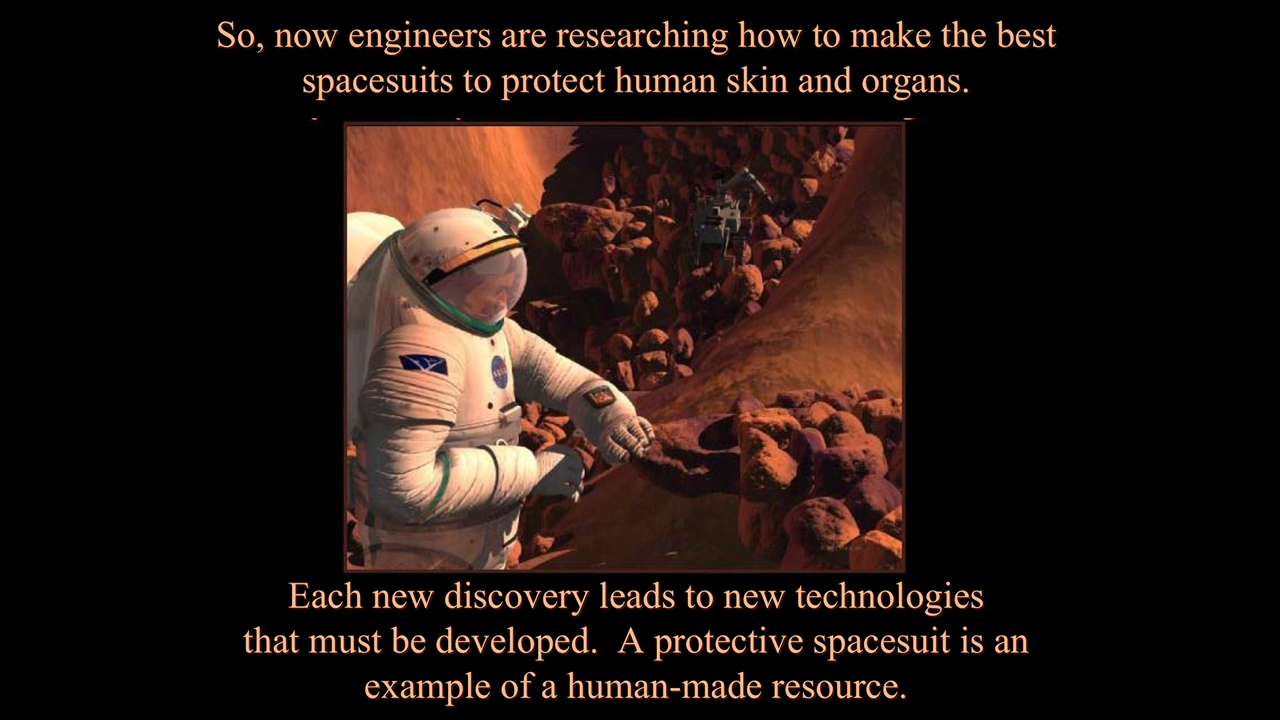 So, now engineers are researching how to make the best
spacesuits to protect human skin and organs.
NASA
Each new discovery leads to new technologies
that must be developed.  A protective spacesuit is an
example of a human-made resource.